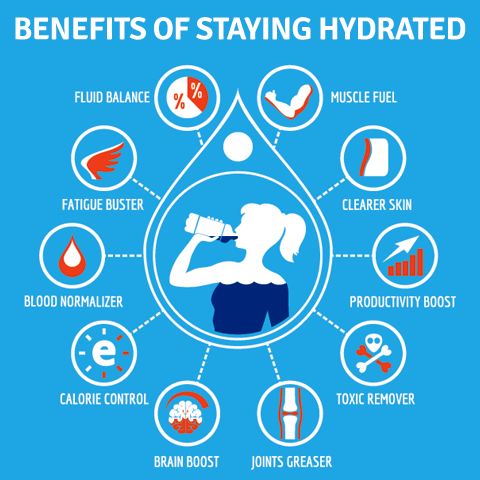 BENEFITS OF STAYING HYDRATED
FLUID BALANCE
% %
MUSCLE FUEL
FATIGUE BUSTER
CLEARER SKIN
BLOOD NORMALIZER
PRODUCTIVITY BOOST
e
CALORIE CONTROL
TOXIC REMOVER
BRAIN BOOST
JOINTS GREASER